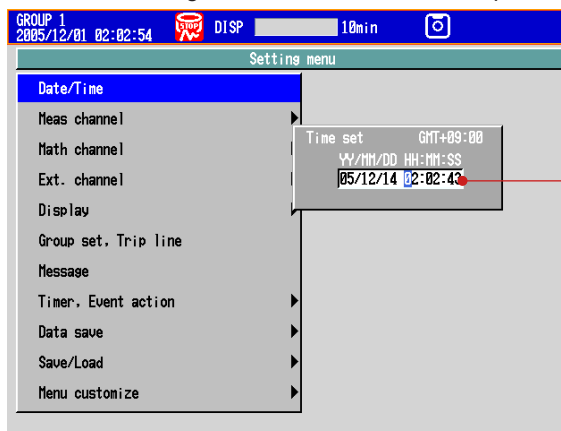 GROUP 1
2005/12/01 02:02:54
STOP
DISP
10min
Setting menu
Date/Time
Meas channel
Math channel
Ext. channel
Display
Group set, Trip line
Message
Timer, Event action
Data save
Save/Load
Menu customize
Time set GMT+09:00
YY/MM/DD HH:MM:SS
05/12/14 02:02:43